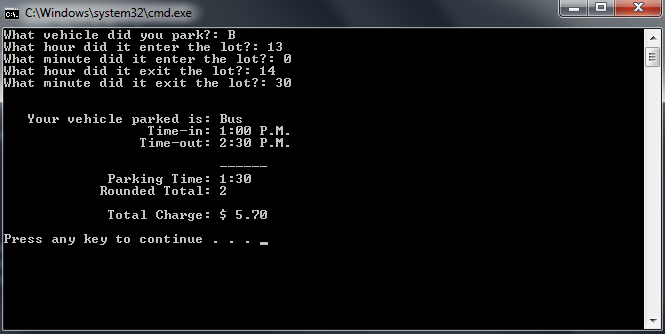 C:\Windows\system32\cmd.exe
What vehicle did you park?: B
What hour did it enter the lot?: 13
What minute did it enter the lot?: 0
What hour did it exit the lot?: 14
What minute did it exit the lot?: 30
Your vehicle parked is: Bus
Time-in: 1:00 P.M.
Time-out: 2:30 P.M.
------
Parking Time: 1:30
Rounded Total: 2
Total Charge: $ 5.70
Press any key to continue . . . _